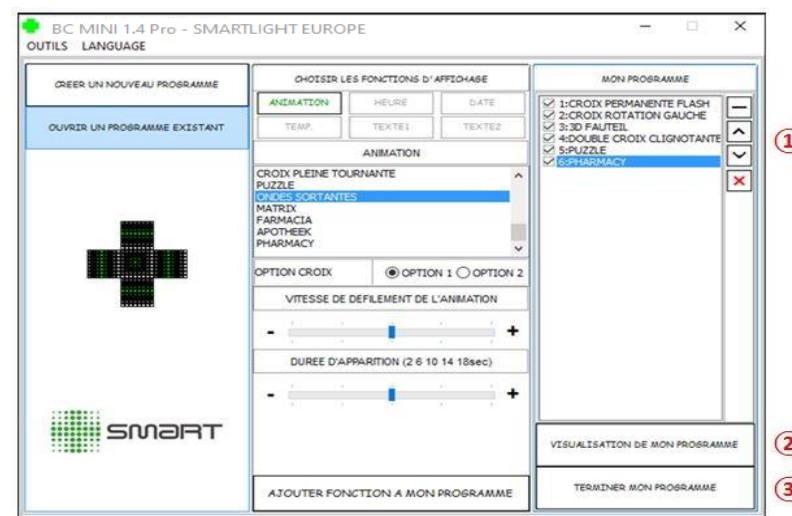 BC MINI 1.4 Pro - SMARTLIGHT EUROPE
OUTILS LANGUAGE
CREER UN NOUVEAU PROGRAMME
OUVRIR UN PROGRAMME EXISTANT
SMART
CHOISIR LES FONCTIONS D'AFFICHAGE
ANIMATION HEURE DATE
TEMP. TEXTE1 TEXTE2
ANIMATION
CROIX PLEINE TOURNANTE
PUZZLE
ONDES SORTANTES
MATRIX
FARMACIA
APOTHEEK
PHARMACY
OPTION CROIX OPTION 1 OPTION 2
VITESSE DE DEFILEMENT DE L'ANIMATION
- +
DUREE D'APPARITION (2 6 10 14 18sec)
- +
AJOUTER FONCTION A MON PROGRAMME
MON PROGRAMME
1:CROIX PERMANENTE FLASH
2:CROIX ROTATION GAUCHE
3:3D FAUTEIL
4:DOUBLE CROIX CLIGNOTANTE
5:PUZZLE
6:PHARMACY
1
VISUALISATION DE MON PROGRAMME
2
TERMINER MON PROGRAMME
3